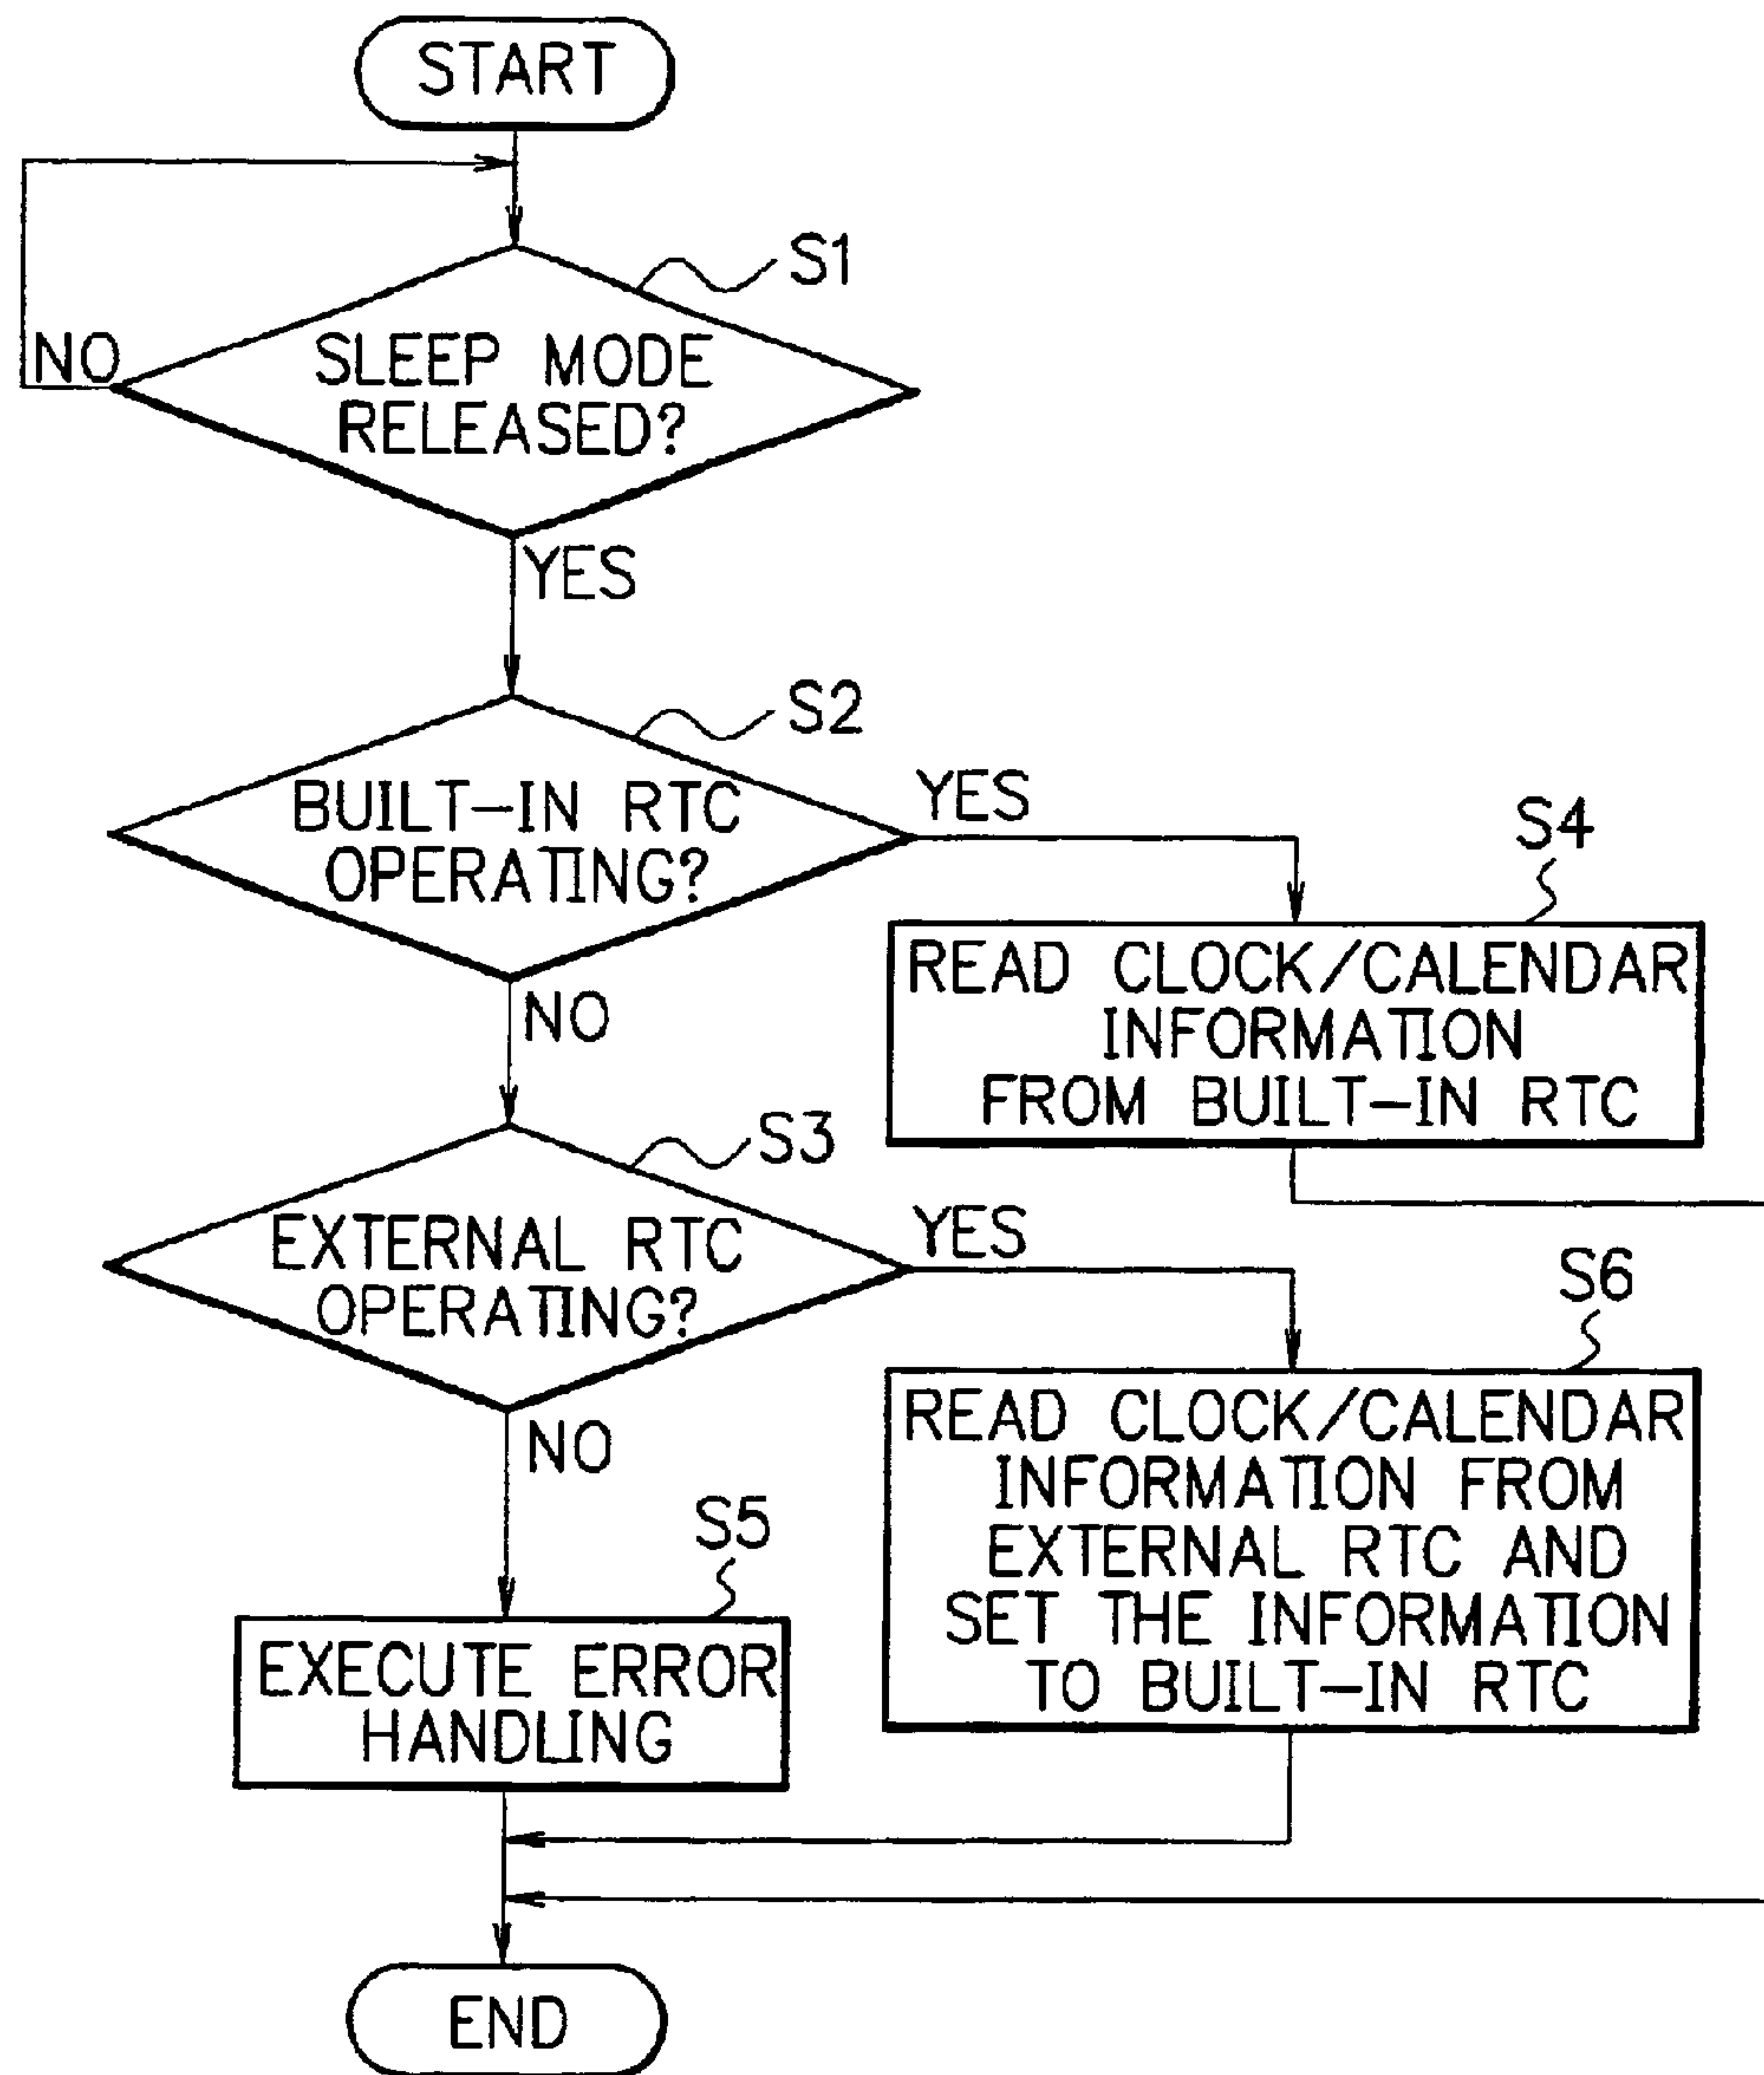 START
S1
NO
SLEEP MODE
RELEASED?
YES
S2
BUILT-IN RTC
OPERATING?
YES
S4
READ CLOCK/CALENDAR
INFORMATION
FROM BUILT-IN RTC
NO
S3
EXTERNAL RTC
OPERATING?
YES
S6
READ CLOCK/CALENDAR
INFORMATION FROM
EXTERNAL RTC AND
SET THE INFORMATION
TO BUILT-IN RTC
NO
S5
EXECUTE ERROR
HANDLING
END